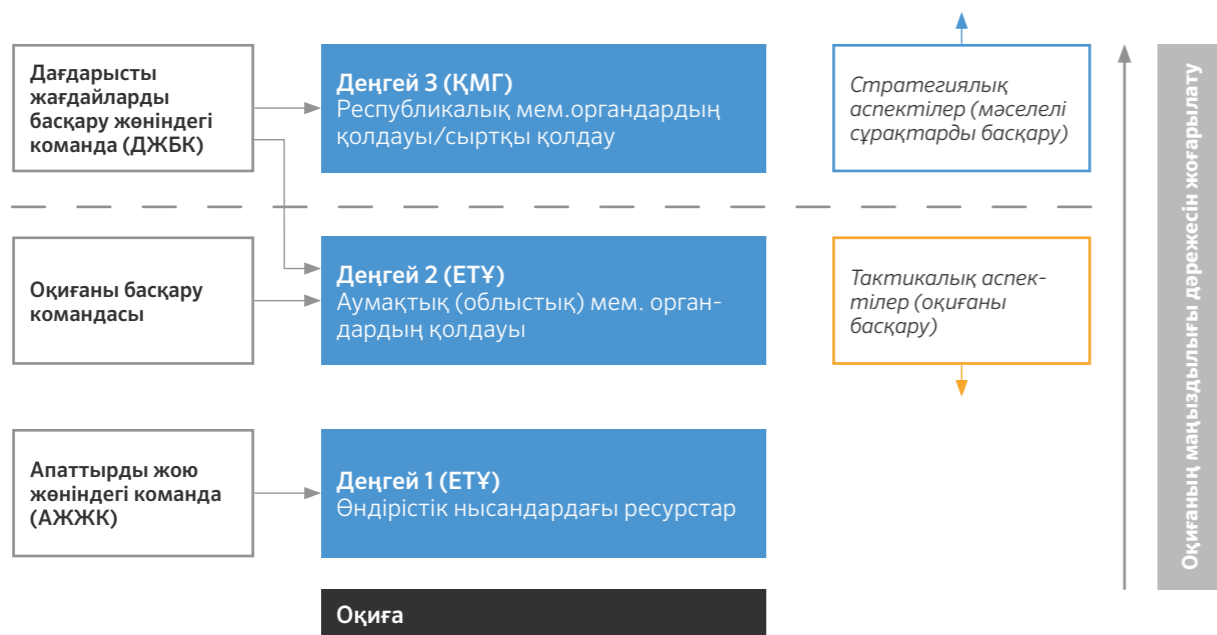 Дағдарысты
жағдайларды
басқару жөніндегі
команда (ДЖБК)
Деңгей 3 (ҚМГ)
Республикалық мем.органдардың
қолдауы/сыртқы қолдау
Стратегиялық
аспектілер (мәселелі
сұрақтарды басқару)
Оқиғаны басқару
командасы
Деңгей 2 (ЕТҰ)
Аумақтық (облыстық) мем. орган-
дардың қолдауы
Тактикалық аспек-
тілер (оқиғаны
басқару)
Апаттырды жою
жөніндегі команда
(АЖЖК)
Деңгей 1 (ЕТҰ)
Өндірістік нысандардағы ресурстар
Оқиға
Оқиғаның маңыздылығы дәрежесін жоғарылату